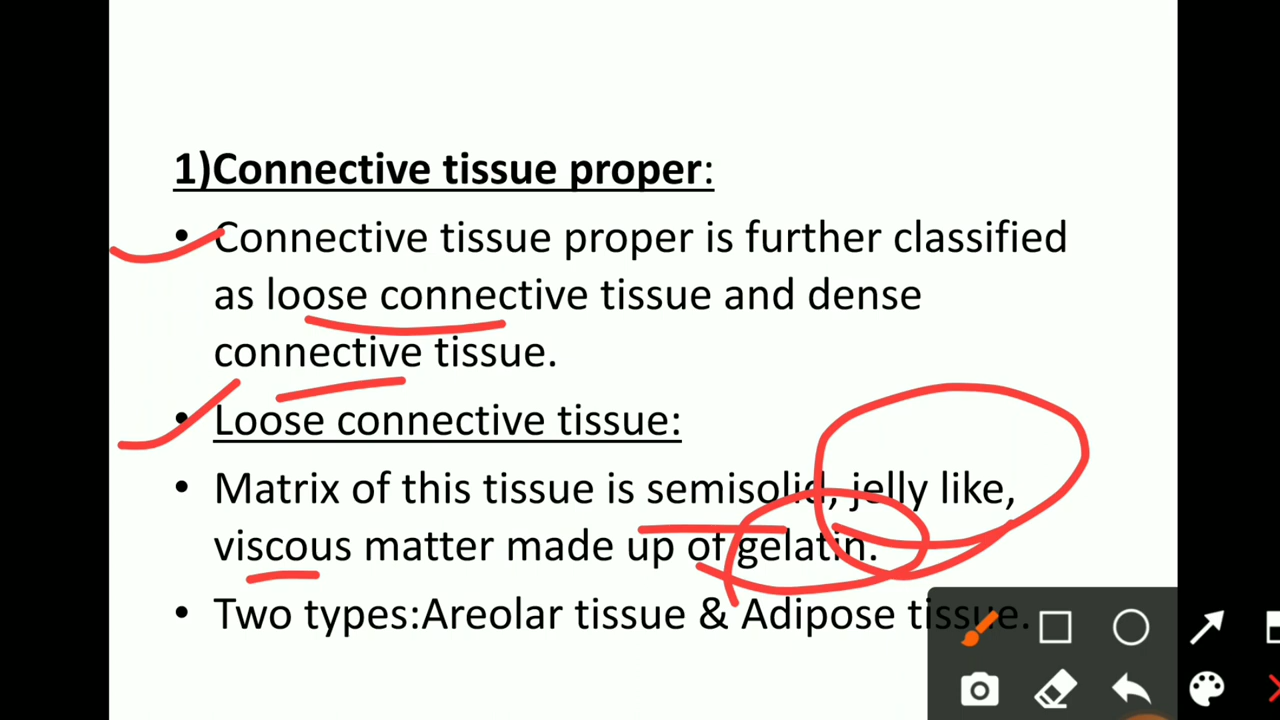 1)Connective tissue proper:
• Connective tissue proper is further classified
as loose connective tissue and dense
connective tissue.
• Loose connective tissue:
• Matrix of this tissue is semisolid, jelly like,
viscous matter made up of gelatin.
• Two types:Areolar tissue & Adipose tissue.